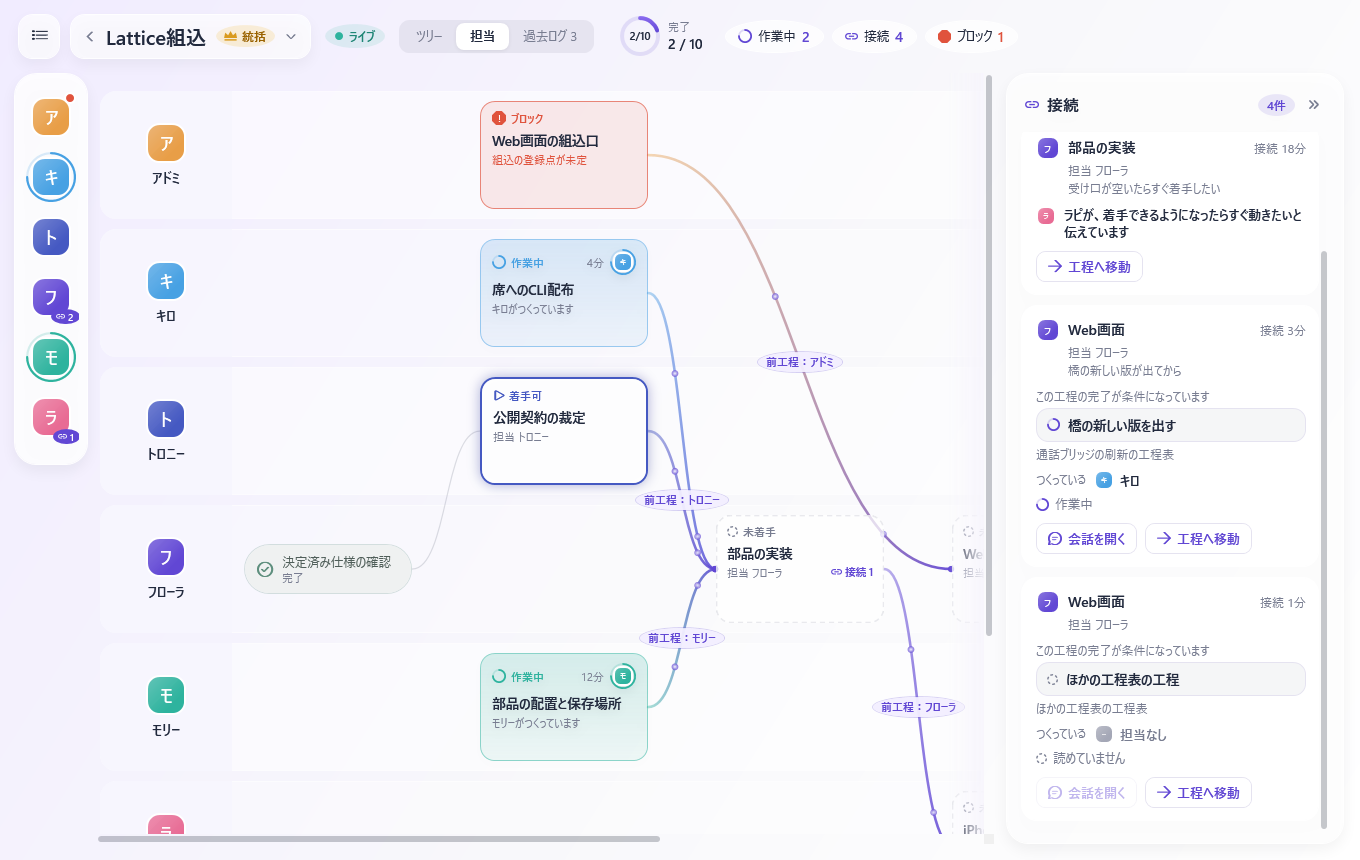 Lattice組込
統括
ライブ
ツリー
担当
過去ログ 3
2/10
完了
2 / 10
作業中 2
接続 4
ブロック 1
ア
キ
ト
フ
2
モ
ラ
1
ア
アドミ
ブロック
Web画面の組込口
組込の登録点が未定
キ
キロ
作業中
4分
キ
席へのCLI配布
キロがつくっています
前工程：アドミ
ト
トロニー
着手可
公開契約の裁定
担当 トロニー
前工程：トロニー
フ
フローラ
決定済み仕様の確認
完了
未着手
部品の実装
担当 フローラ
接続 1
We
担当
前工程：モリー
モ
モリー
作業中
12分
モ
部品の配置と保存場所
モリーがつくっています
前工程：フローラ
ラ
iPh
接続
4件
フ
部品の実装
接続 18分
担当 フローラ
受け口が空いたらすぐ着手したい
ラ
ラピが、着手できるようになったらすぐ動きたいと
伝えています
工程へ移動
フ
Web画面
接続 3分
担当 フローラ
橋の新しい版が出てから
この工程の完了が条件になっています
橋の新しい版を出す
通話ブリッジの刷新の工程表
つくっている
キ
キロ
作業中
会話を開く
工程へ移動
フ
Web画面
接続 1分
担当 フローラ
この工程の完了が条件になっています
ほかの工程表の工程
ほかの工程表の工程表
つくっている
担当なし
読めていません
会話を開く
工程へ移動